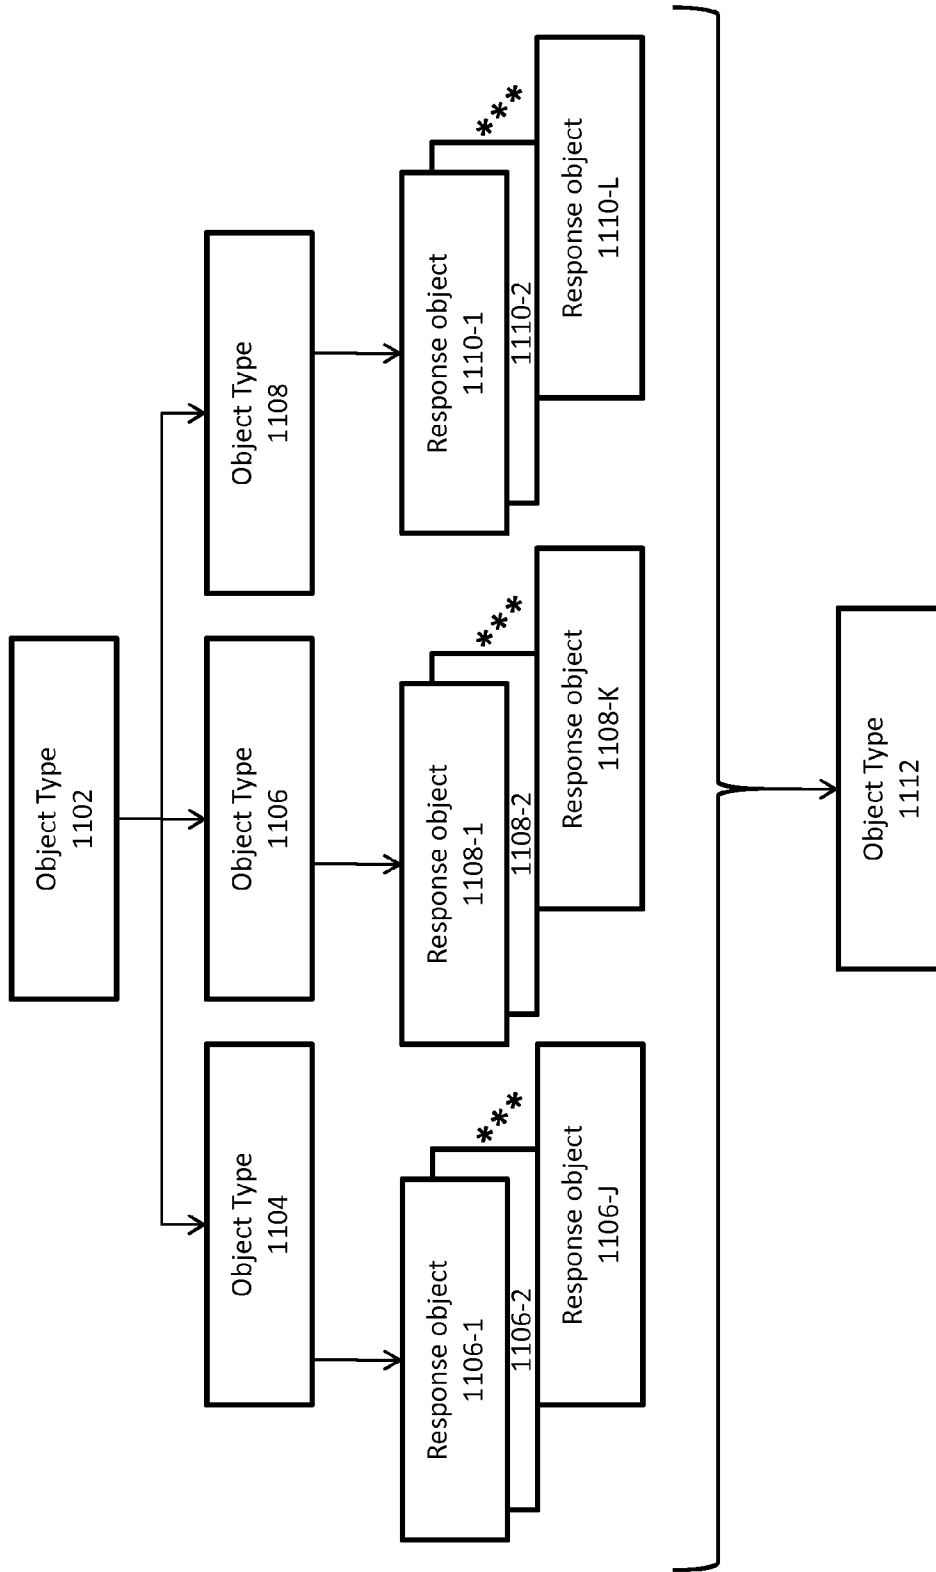 Object Type
1102
Object Type
1104
Object Type
1106
Object Type
1108
Response object
1106-1
1106-2
***
Response object
1106-J
Response object
1108-1
1108-2
***
Response object
1108-K
Response object
1110-1
1110-2
***
Response object
1110-L
Object Type
1112